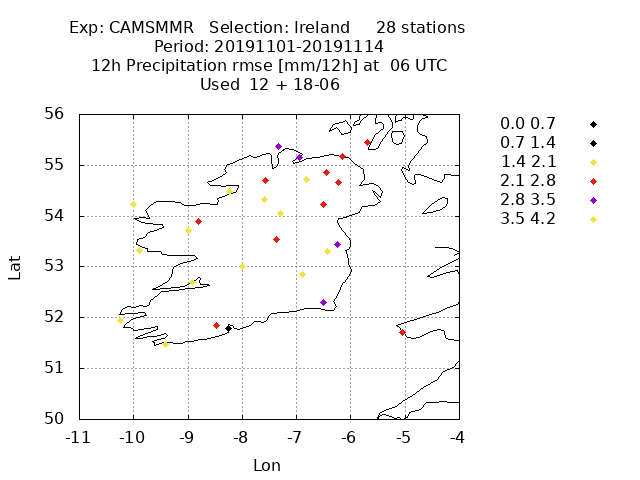 Exp: CAMSMMR   Selection: Ireland     28 stations
Period: 20191101-20191114
12h Precipitation rmse [mm/12h] at  06 UTC
Used  12 + 18-06
56
55
54
53
52
51
50
-11 -10 -9 -8 -7 -6 -5 -4
Lat
Lon
0.0 0.7
0.7 1.4
1.4 2.1
2.1 2.8
2.8 3.5
3.5 4.2